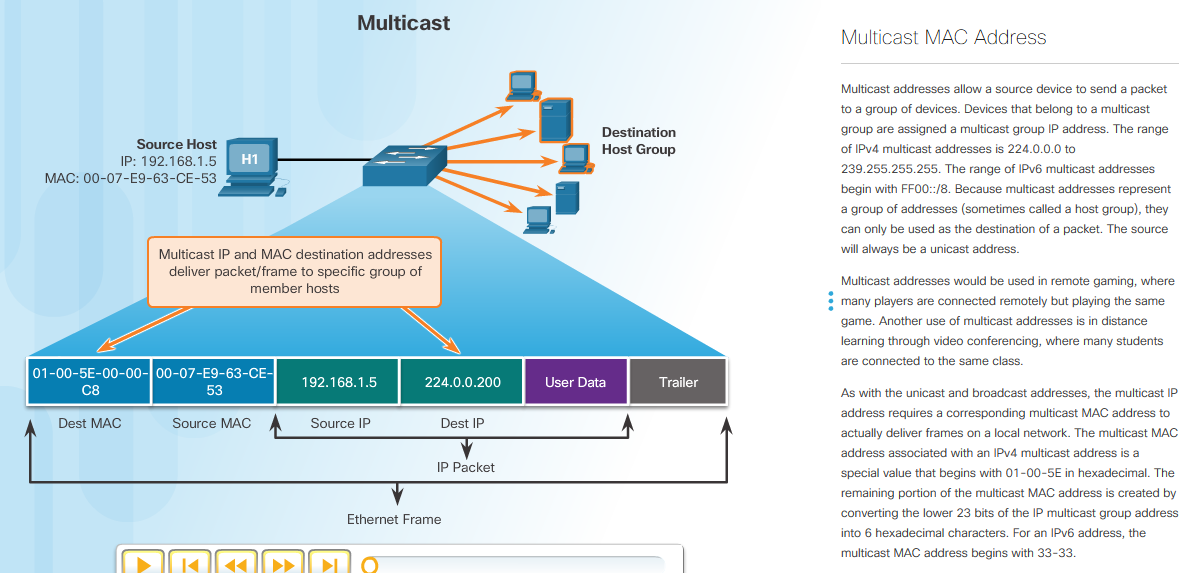 Multicast
Source Host
IP: 192.168.1.5
MAC: 00-07-E9-63-CE-53
H1
Destination
Host Group
Multicast IP and MAC destination addresses
deliver packet/frame to specific group of
member hosts
01-00-5E-00-00-
C8
00-07-E9-63-CE-
53
192.168.1.5
224.0.0.200
User Data
Trailer
Dest MAC
Source MAC
Source IP
Dest IP
IP Packet
Ethernet Frame
Multicast MAC Address
Multicast addresses allow a source device to send a packet
to a group of devices. Devices that belong to a multicast
group are assigned a multicast group IP address. The range
of IPv4 multicast addresses is 224.0.0.0 to
239.255.255.255. The range of IPv6 multicast addresses
begin with FF00::/8. Because multicast addresses represent
a group of addresses (sometimes called a host group), they
can only be used as the destination of a packet. The source
will always be a unicast address.
Multicast addresses would be used in remote gaming, where
many players are connected remotely but playing the same
game. Another use of multicast addresses is in distance
learning through video conferencing, where many students
are connected to the same class.
As with the unicast and broadcast addresses, the multicast IP
address requires a corresponding multicast MAC address to
actually deliver frames on a local network. The multicast MAC
address associated with an IPv4 multicast address is a
special value that begins with 01-00-5E in hexadecimal. The
remaining portion of the multicast MAC address is created by
converting the lower 23 bits of the IP multicast group address
into 6 hexadecimal characters. For an IPv6 address, the
multicast MAC address begins with 33-33.